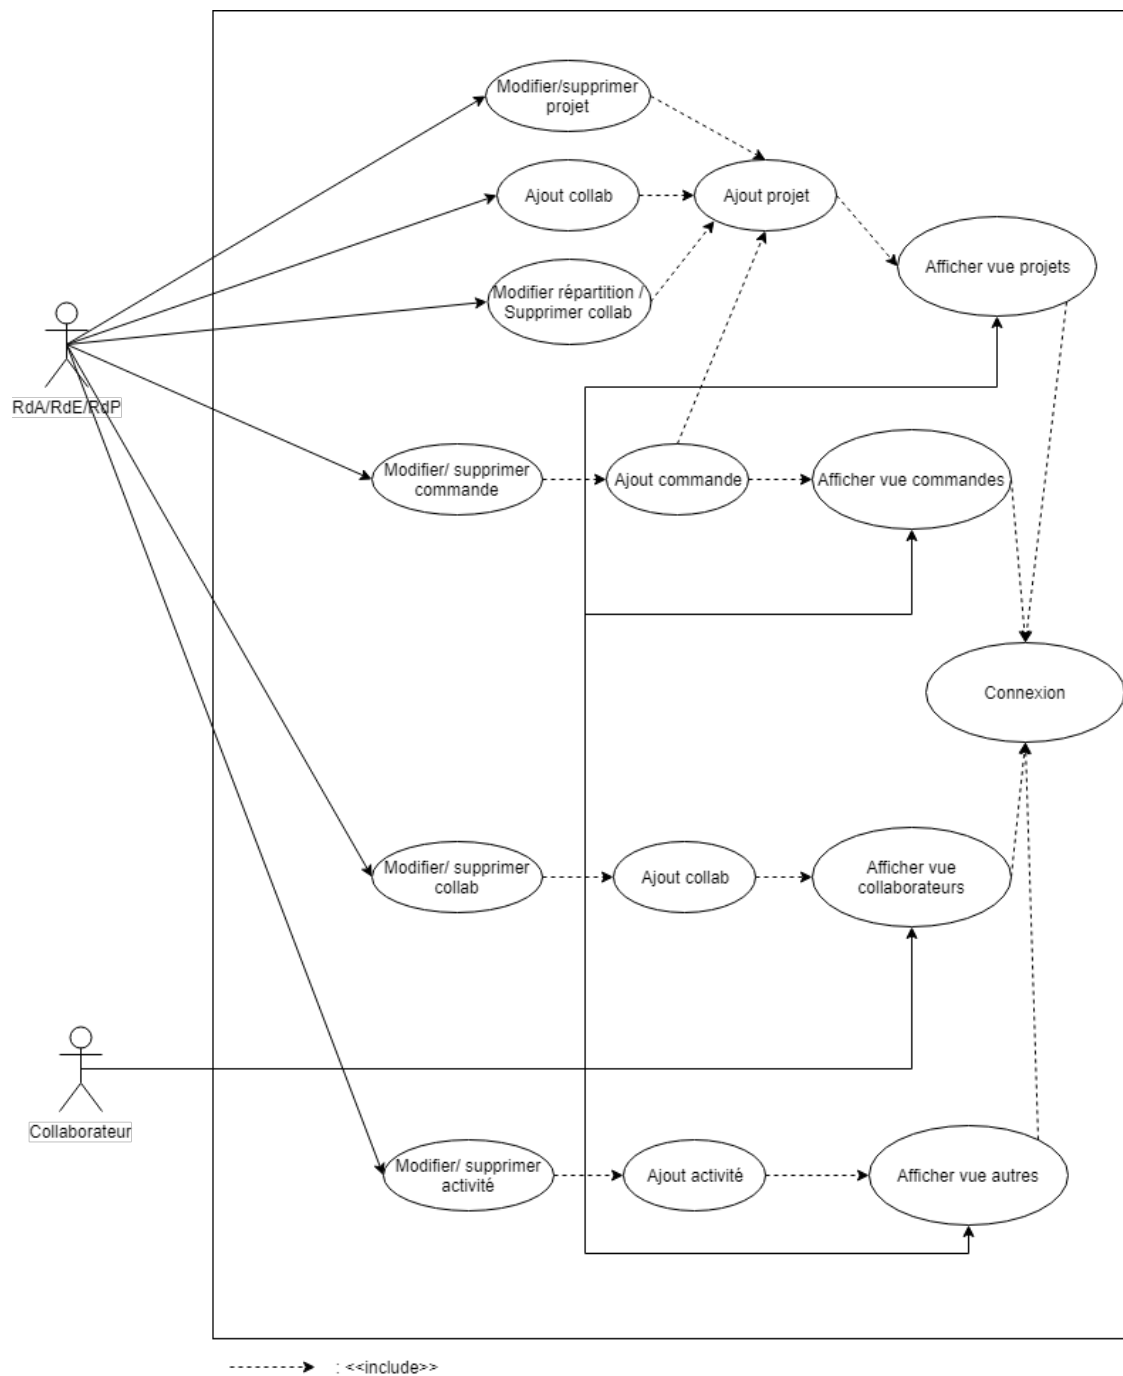 Modifier/supprimer
projet
Ajout collab
Ajout projet
Modifier répartition /
Supprimer collab
Afficher vue projets
RdA/RdE/RdP
Modifier/ supprimer
commande
Ajout commande
Afficher vue commandes
Connexion
Modifier/ supprimer
collab
Ajout collab
Afficher vue
collaborateurs
Collaborateur
Modifier/ supprimer
activité
Ajout activité
Afficher vue autres
: <<include>>